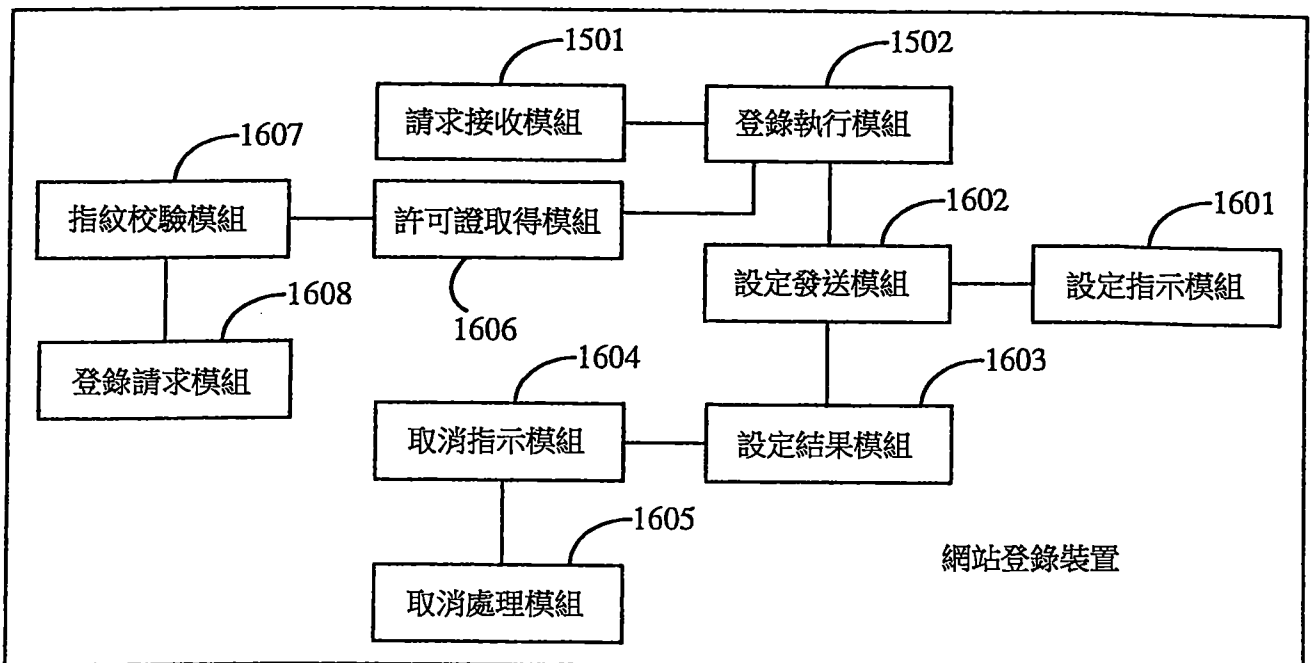 1501
1502
請求接收模組
登錄執行模組
1607
1602
1601
指紋校驗模組
許可證取得模組
設定發送模組
設定指示模組
1608
1606
1604
1603
登錄請求模組
取消指示模組
設定結果模組
1605
網站登錄裝置
取消處理模組